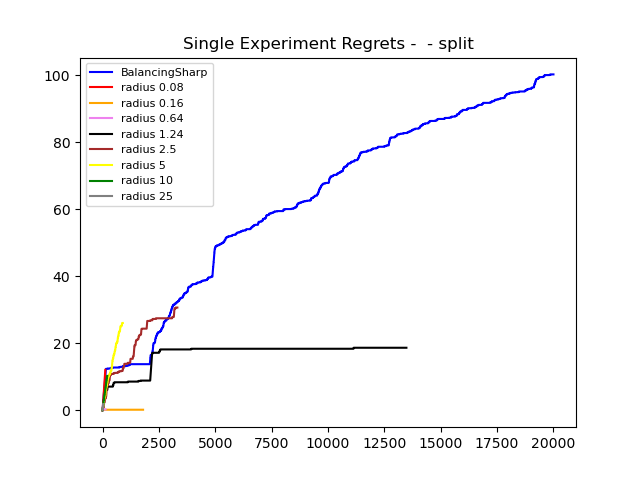 Single Experiment Regrets -  - split
BalancingSharp
radius 0.08
radius 0.16
radius 0.64
radius 1.24
radius 2.5
radius 5
radius 10
radius 25
100
80
60
40
20
0
0 2500 5000 7500 10000 12500 15000 17500 20000